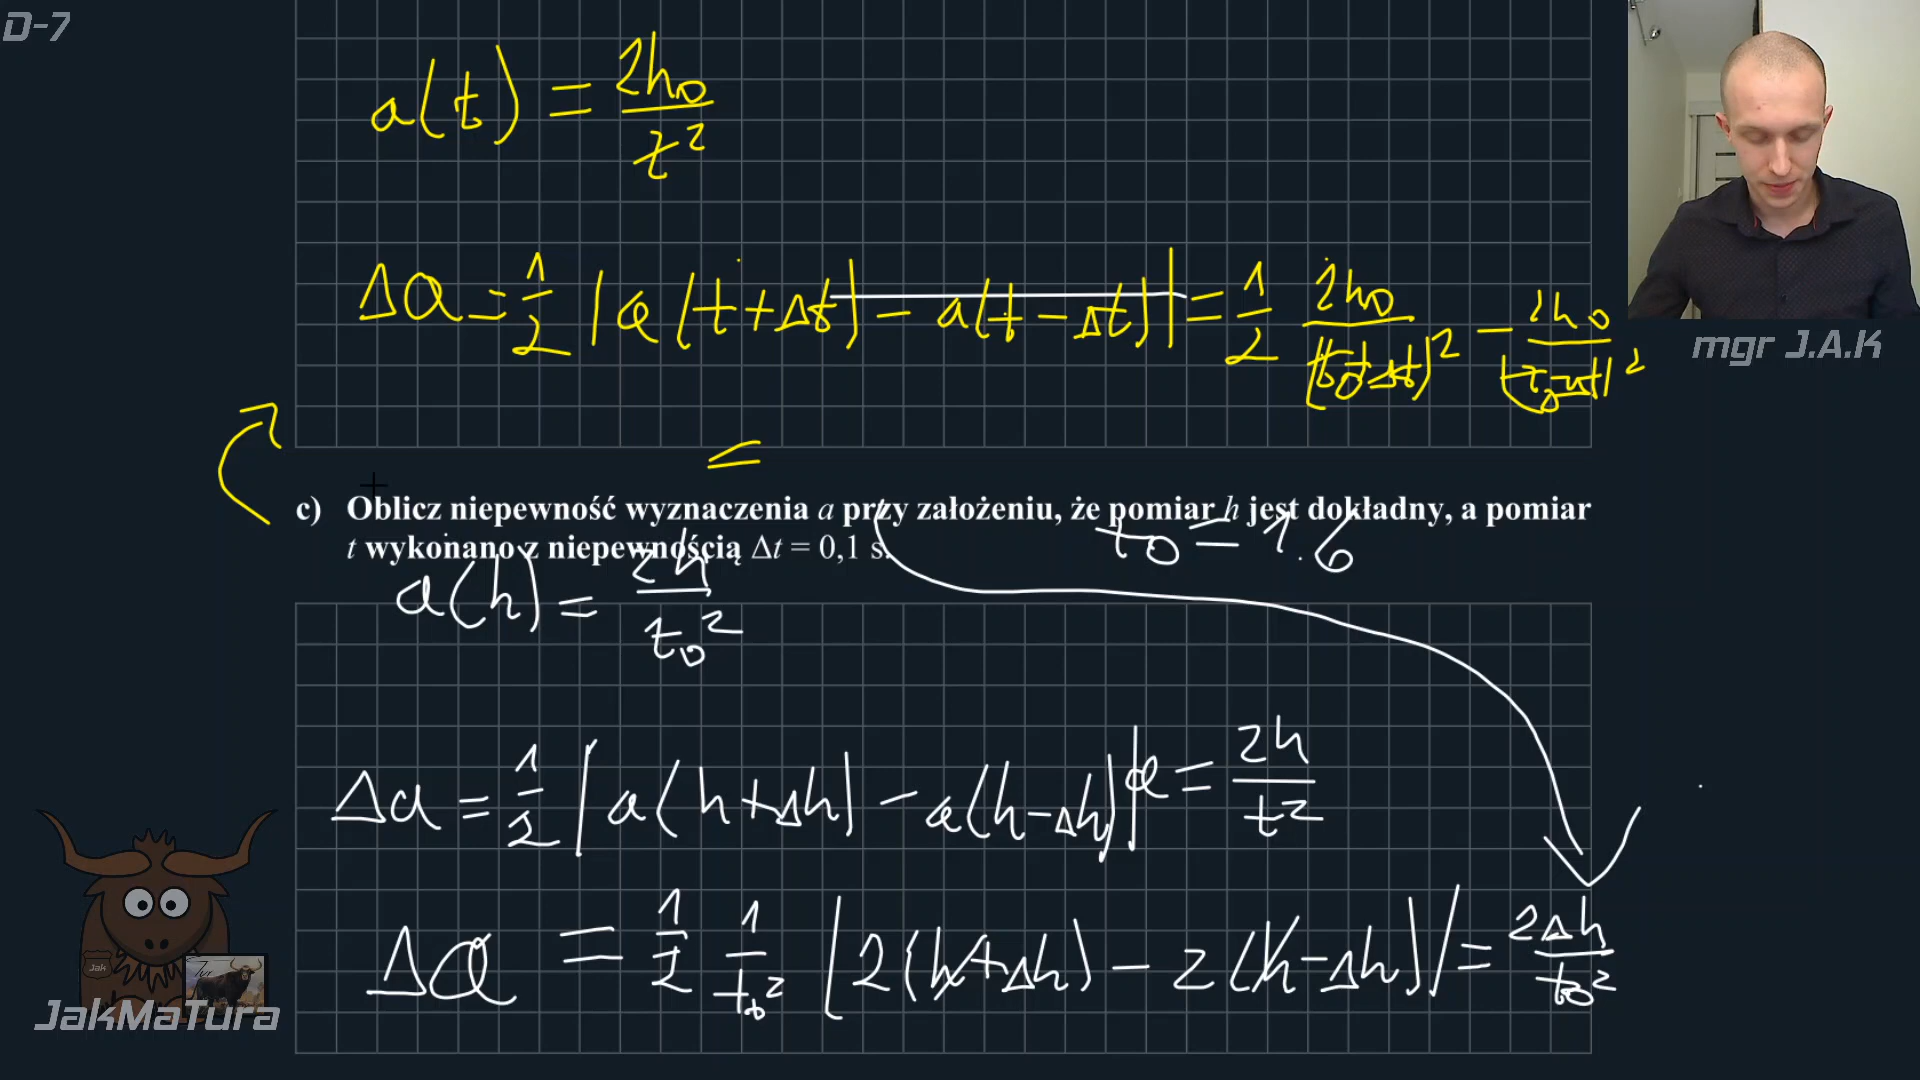 D-7
a(t) = 2h₀/t²
Δa = 1/2 |a(t+Δt) − a(t−Δt)| = 1/2 2h₀/(t₀+Δt)² − 2h₀/(t₀−Δt)²
mgr J.A.K
=
c) Oblicz niepewność wyznaczenia a przy założeniu, że pomiar h jest dokładny, a pomiar
t wykonano z niepewnością Δt = 0,1 s.
t₀ = 1.6
a(h) = 2h/t₀²
Δa = 1/2 |a(h+Δh) − a(h−Δh)|
a = 2h/t²
Δa = 1/2 1/t₀² |2(h+Δh) − 2(h−Δh)| = 2Δh/t₀²
Jak
Tur
JakMaTura